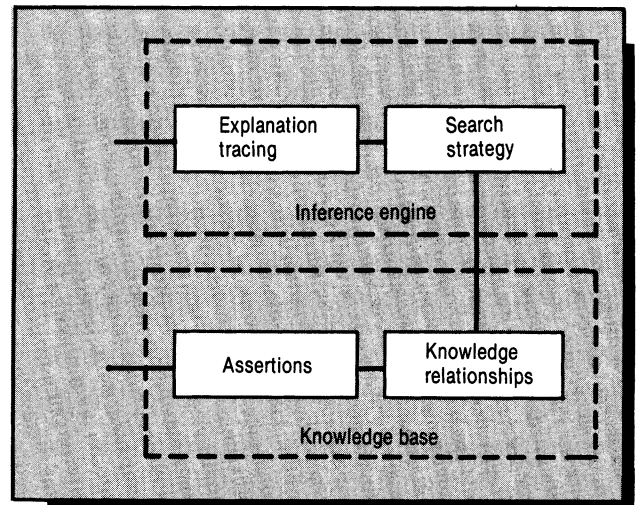 Explanation
tracing
Search
strategy
Inference engine
Assertions
Knowledge
relationships
Knowledge base